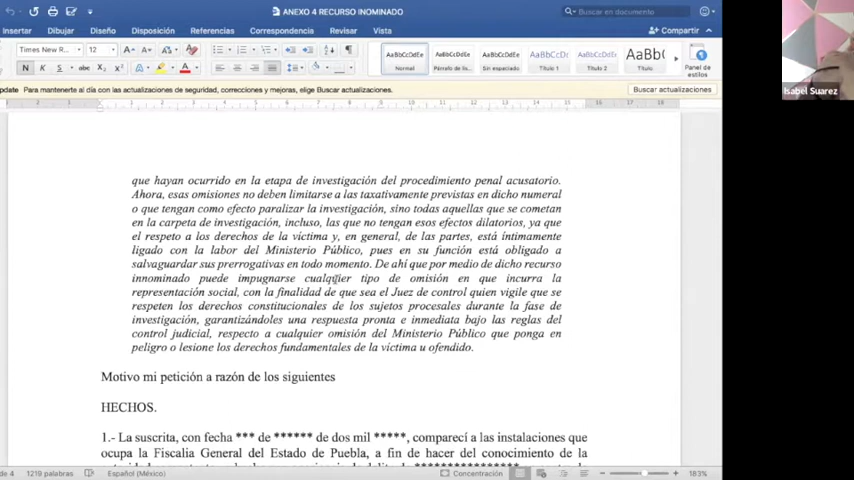 ANEXO 4 RECURSO INOMINADO
Buscar en documento
Insertar Dibujar Diseño Disposición Referencias Correspondencia Revisar Vista
Compartir
Times New R... 12
AaBbCcDdEe AaBbCcDdEe AaBbCcDdEe AaBbCcDc AaBbCcDdEe AaBb(
Normal Párrafo de lis... Sin espaciado Título 1 Título 2 Título
Panel de
estilos
N K S abc X₂ X²
pdate Para mantenerte al día con las actualizaciones de seguridad, correcciones y mejoras, elige Buscar actualizaciones.
Buscar actualizaciones
Isabel Suarez
que hayan ocurrido en la etapa de investigación del procedimiento penal acusatorio.
Ahora, esas omisiones no deben limitarse a las taxativamente previstas en dicho numeral
o que tengan como efecto paralizar la investigación, sino todas aquellas que se cometan
en la carpeta de investigación, incluso, las que no tengan esos efectos dilatorios, ya que
el respeto a los derechos de la víctima y, en general, de las partes, está íntimamente
ligado con la labor del Ministerio Público, pues en su función está obligado a
salvaguardar sus prerrogativas en todo momento. De ahí que por medio de dicho recurso
innominado puede impugnarse cualquier tipo de omisión en que incurra la
representación social, con la finalidad de que sea el Juez de control quien vigile que se
respeten los derechos constitucionales de los sujetos procesales durante la fase de
investigación, garantizándoles una respuesta pronta e inmediata bajo las reglas del
control judicial, respecto a cualquier omisión del Ministerio Público que ponga en
peligro o lesione los derechos fundamentales de la víctima u ofendido.
Motivo mi petición a razón de los siguientes
HECHOS.
1.- La suscrita, con fecha *** de ****** de dos mil *****, comparecí a las instalaciones que
ocupa la Fiscalía General del Estado de Puebla, a fin de hacer del conocimiento de la
de 4 1219 palabras Español (México) Concentración 183%